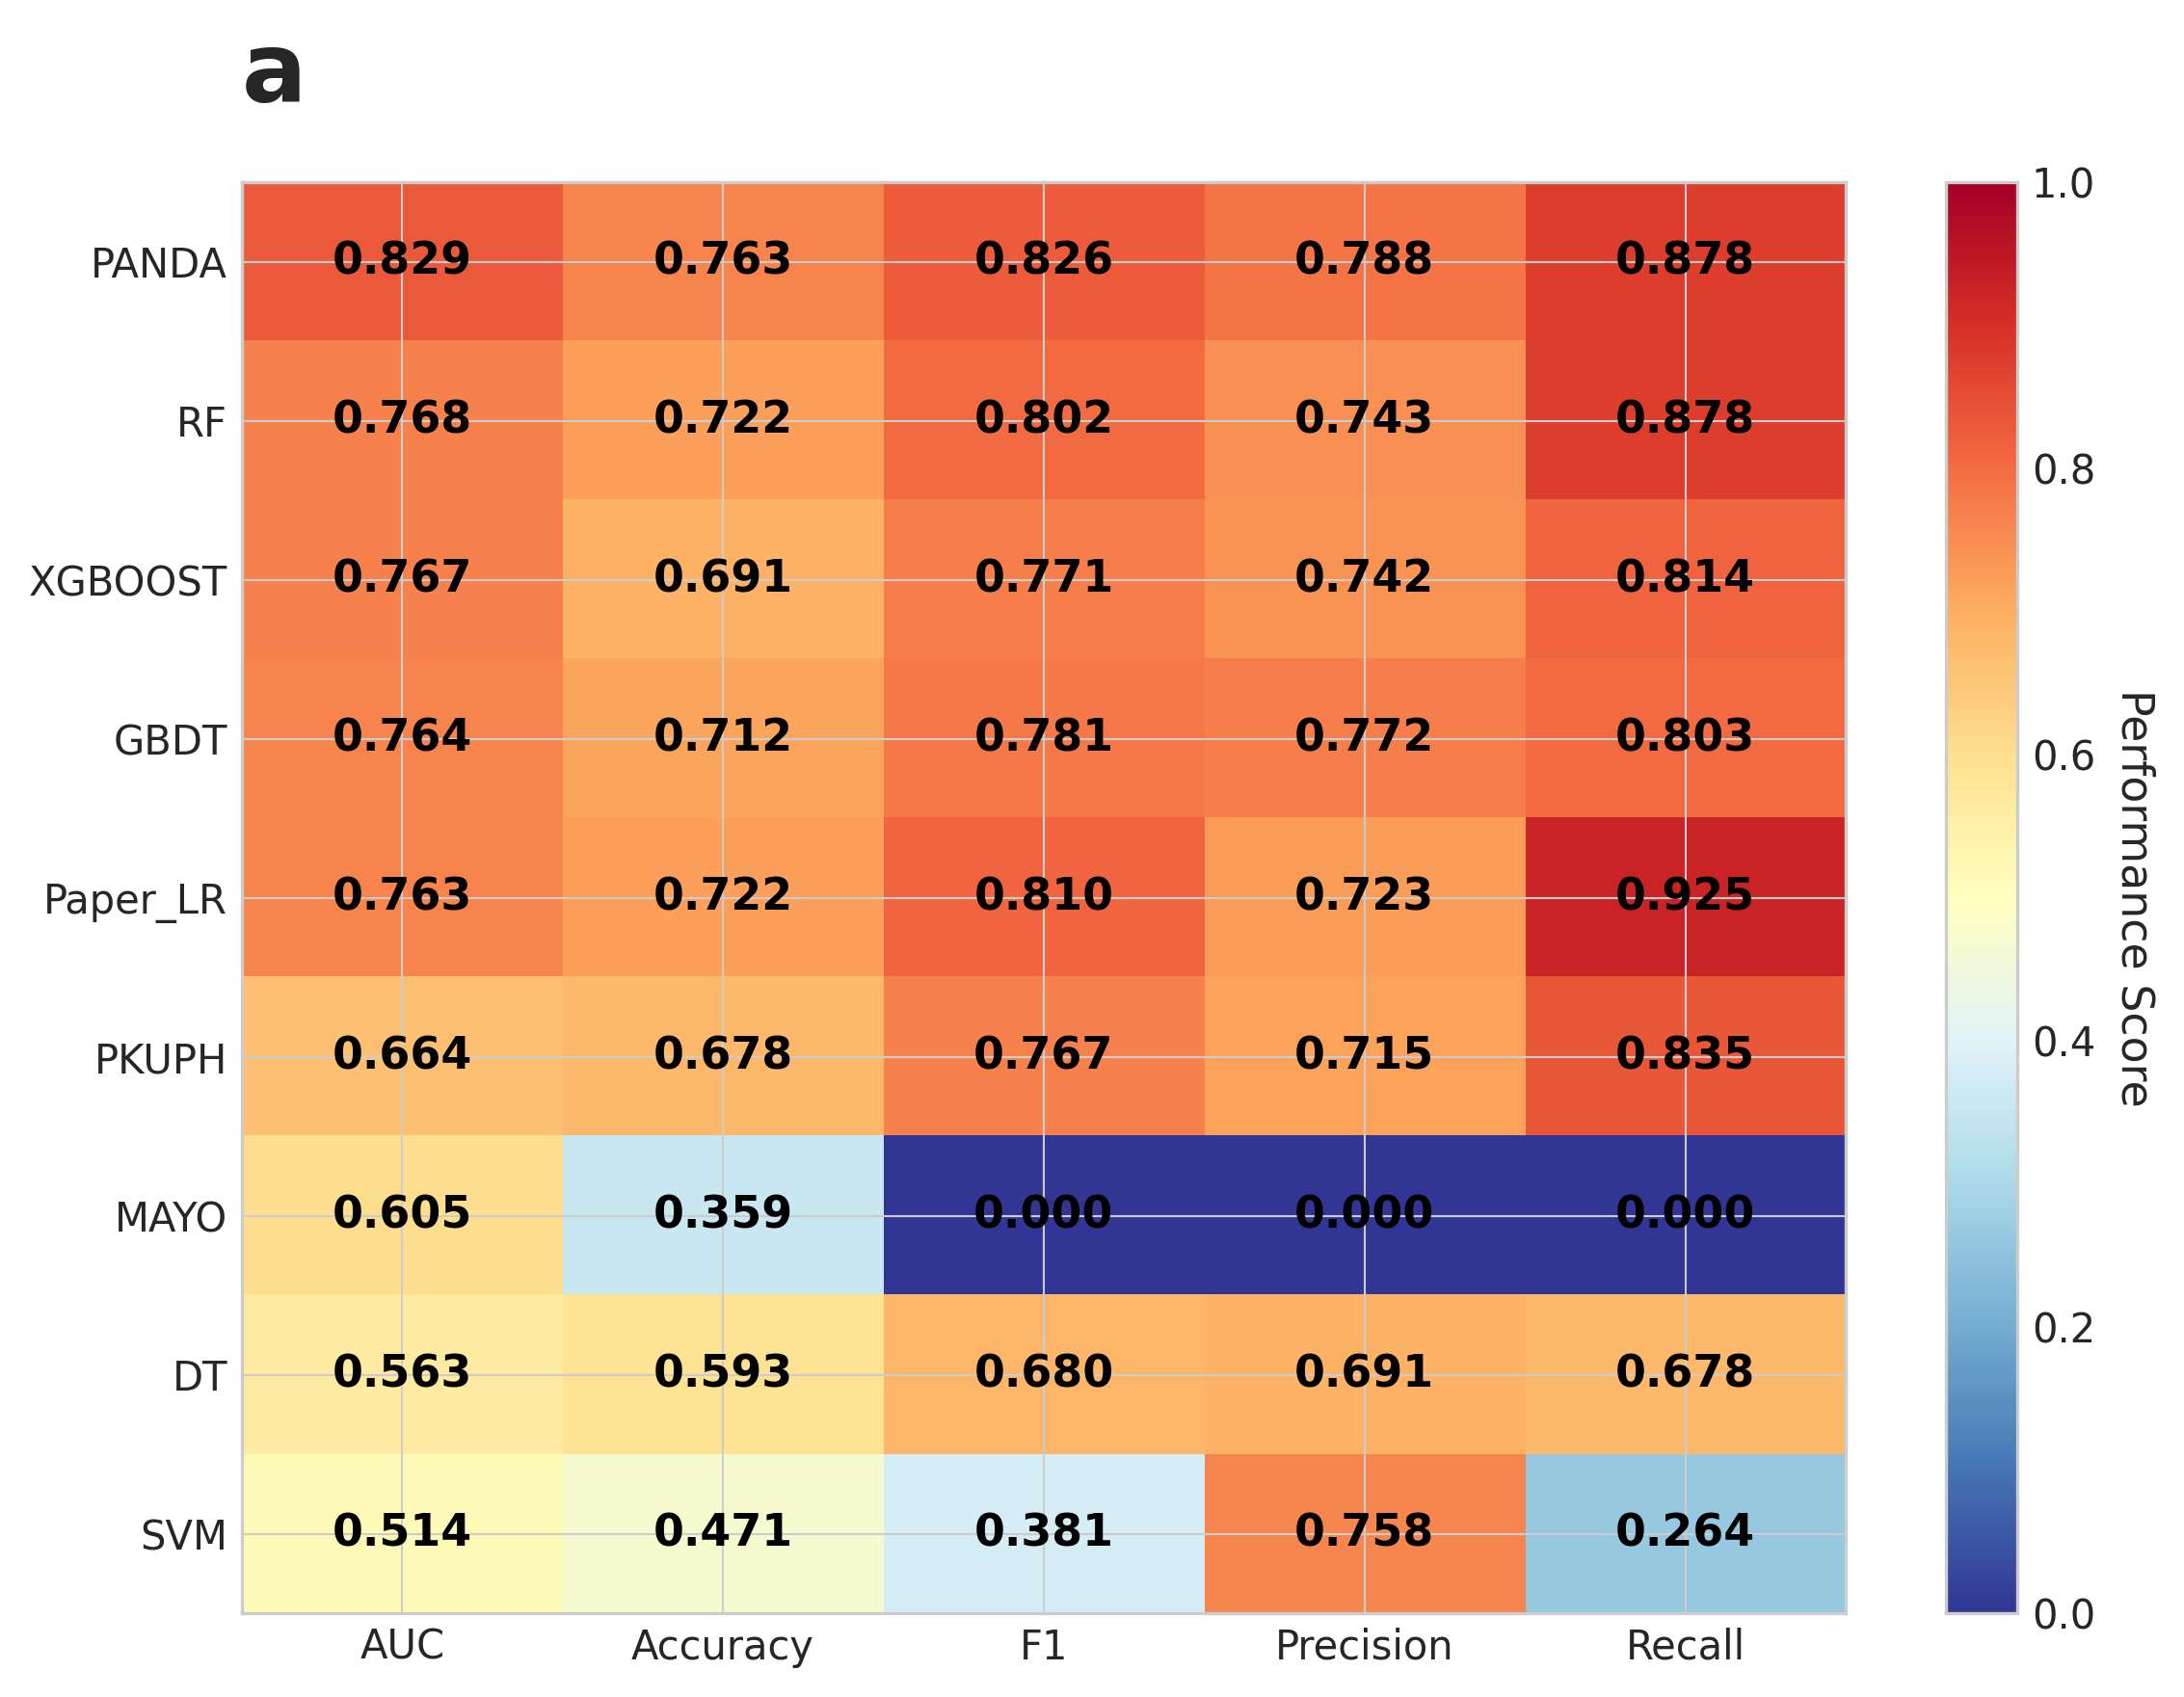 a
PANDA 0.829 0.763 0.826 0.788 0.878
RF 0.768 0.722 0.802 0.743 0.878
XGBOOST 0.767 0.691 0.771 0.742 0.814
GBDT 0.764 0.712 0.781 0.772 0.803
Paper_LR 0.763 0.722 0.810 0.723 0.925
PKUPH 0.664 0.678 0.767 0.715 0.835
MAYO 0.605 0.359 0.000 0.000 0.000
DT 0.563 0.593 0.680 0.691 0.678
SVM 0.514 0.471 0.381 0.758 0.264
AUC Accuracy F1 Precision Recall
1.0
0.8
0.6
0.4
0.2
0.0
Performance Score